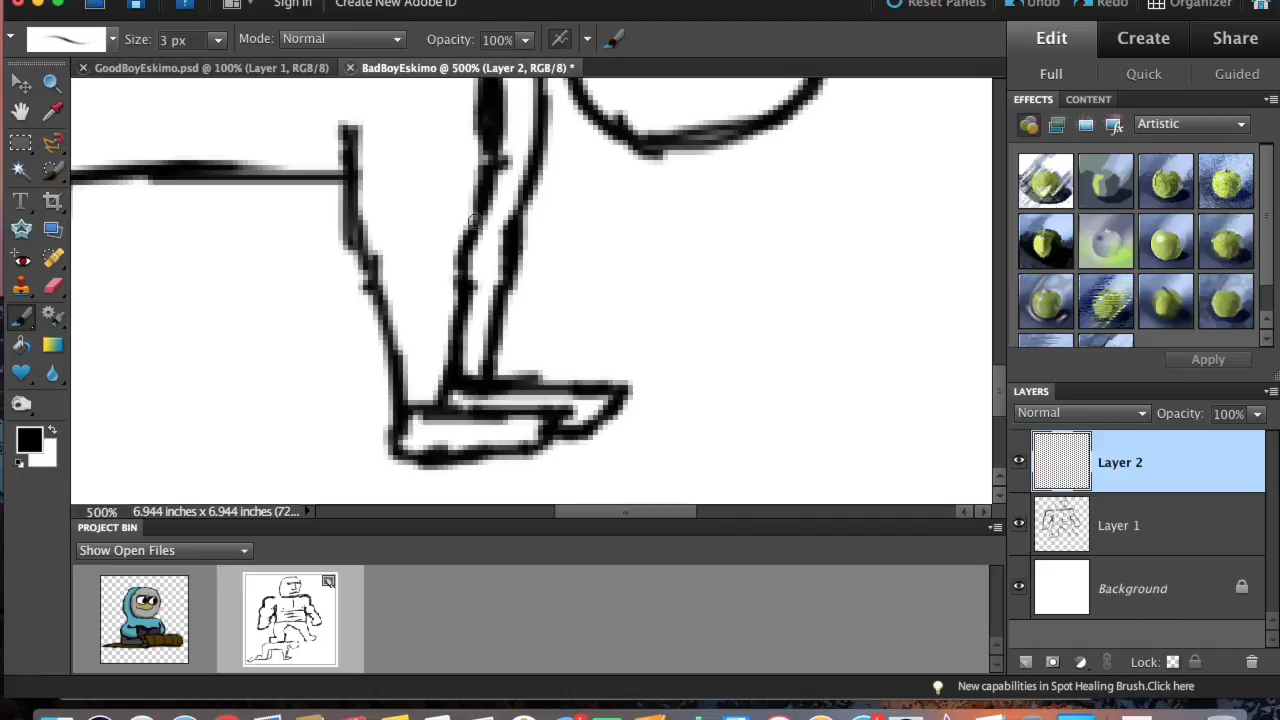 Sign In Create New Adobe ID Reset Panels Undo Redo Organizer
Size: 3 px Mode: Normal Opacity: 100%
Edit Create Share
GoodBoyEskimo.psd @ 100% (Layer 1, RGB/8) BadBoyEskimo @ 500% (Layer 2, RGB/8) *
Full Quick Guided
EFFECTS CONTENT
Artistic
Apply
LAYERS
Normal Opacity: 100%
Layer 2
Layer 1
Background
Lock:
500% 6.944 inches x 6.944 inches (72...
PROJECT BIN
Show Open Files
New capabilities in Spot Healing Brush.Click here